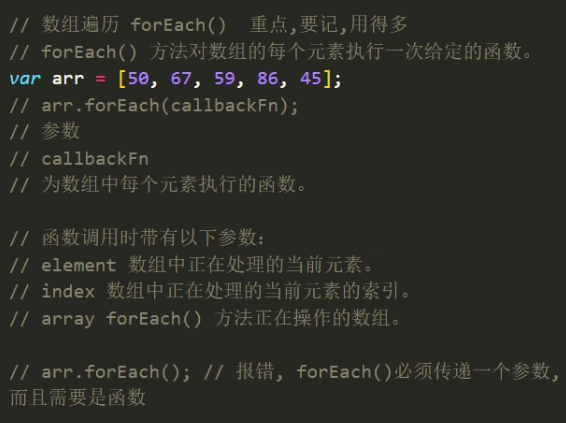 // 数组遍历 forEach()  重点,要记,用得多
// forEach() 方法对数组的每个元素执行一次给定的函数。
var arr = [50, 67, 59, 86, 45];
// arr.forEach(callbackFn);
// 参数
// callbackFn
// 为数组中每个元素执行的函数。

// 函数调用时带有以下参数：
// element 数组中正在处理的当前元素。
// index 数组中正在处理的当前元素的索引。
// array forEach() 方法正在操作的数组。

// arr.forEach(); // 报错, forEach()必须传递一个参数,
而且需要是函数